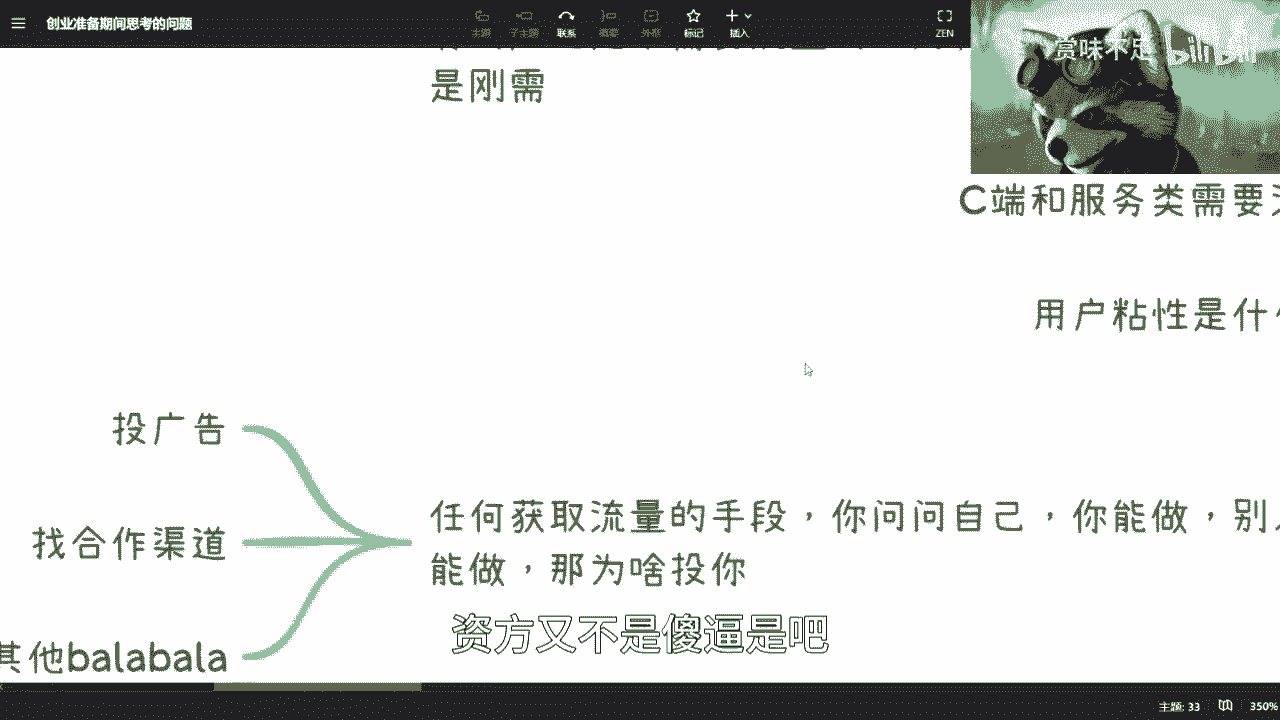 创业准备期间思考的问题
主题
子主题
联系
概要
外框
标记
插入
ZEN
赏味不足 bilibili
是刚需
C端和服务类需要
用户粘性是什
投广告
找合作渠道
其他balabala
任何获取流量的手段，你问问自己，你能做，别
能做，那为啥投你
资方又不是傻逼是吧
主题: 33
350%